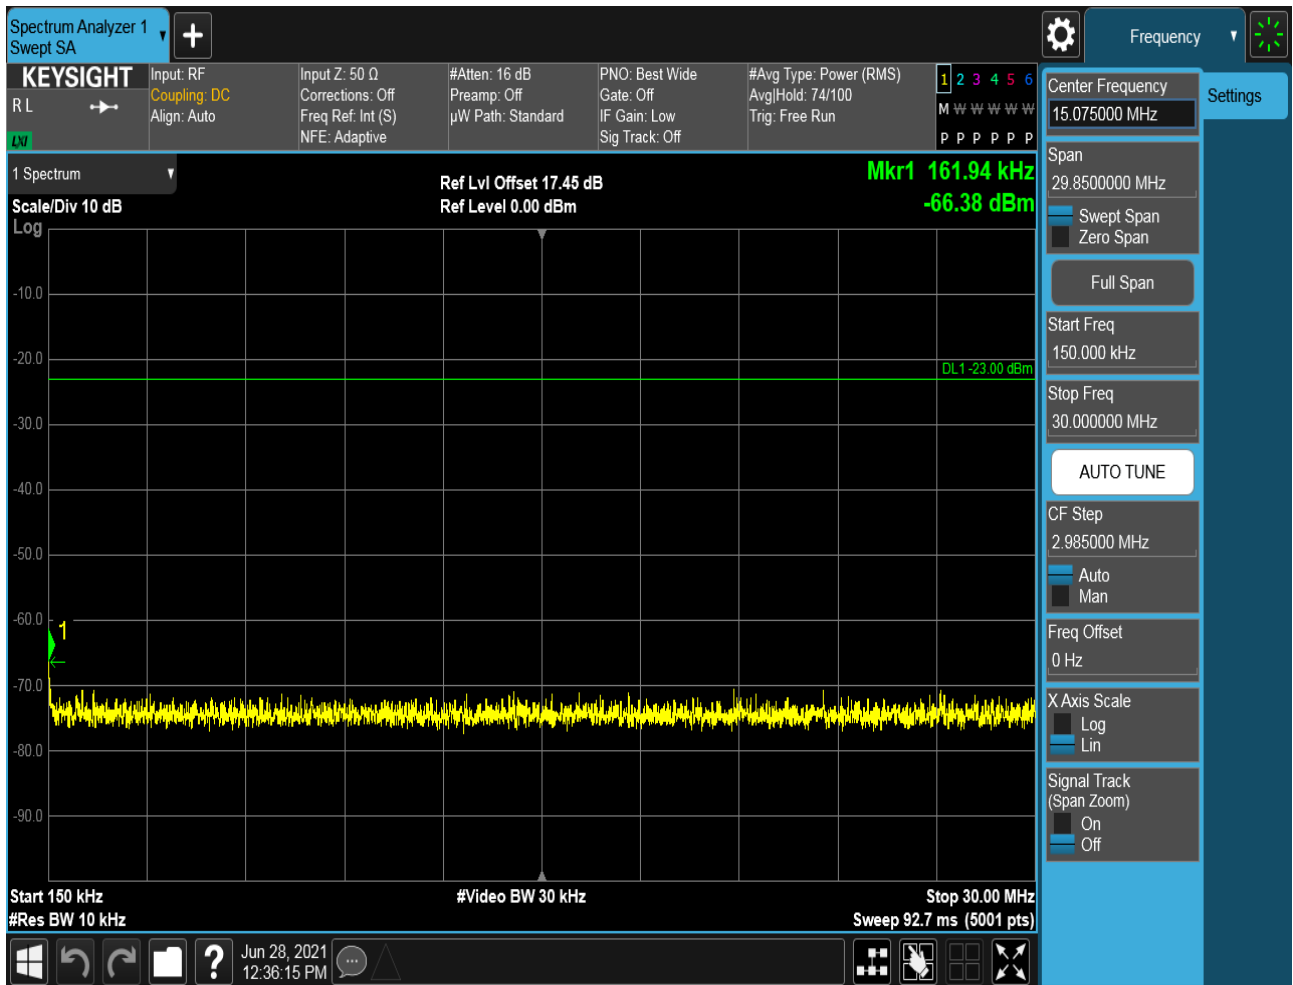 Spectrum Analyzer 1
Swept SA
Frequency
KEYSIGHT
R L
LXI
Input: RF
Coupling: DC
Align: Auto
Input Z: 50 Ω
Corrections: Off
Freq Ref: Int (S)
NFE: Adaptive
#Atten: 16 dB
Preamp: Off
µW Path: Standard
PNO: Best Wide
Gate: Off
IF Gain: Low
Sig Track: Off
#Avg Type: Power (RMS)
Avg|Hold: 74/100
Trig: Free Run
1 2 3 4 5 6
M W W W W W
P P P P P P
1 Spectrum
Scale/Div 10 dB
Log
Ref Lvl Offset 17.45 dB
Ref Level 0.00 dBm
Mkr1 161.94 kHz
-66.38 dBm
DL1 -23.00 dBm
-10.0
-20.0
-30.0
-40.0
-50.0
-60.0
-70.0
-80.0
-90.0
1
Start 150 kHz
#Res BW 10 kHz
#Video BW 30 kHz
Stop 30.00 MHz
Sweep 92.7 ms (5001 pts)
Center Frequency
15.075000 MHz
Span
29.8500000 MHz
Swept Span
Zero Span
Full Span
Start Freq
150.000 kHz
Stop Freq
30.000000 MHz
AUTO TUNE
CF Step
2.985000 MHz
Auto
Man
Freq Offset
0 Hz
X Axis Scale
Log
Lin
Signal Track
(Span Zoom)
On
Off
Settings
?
Jun 28, 2021
12:36:15 PM